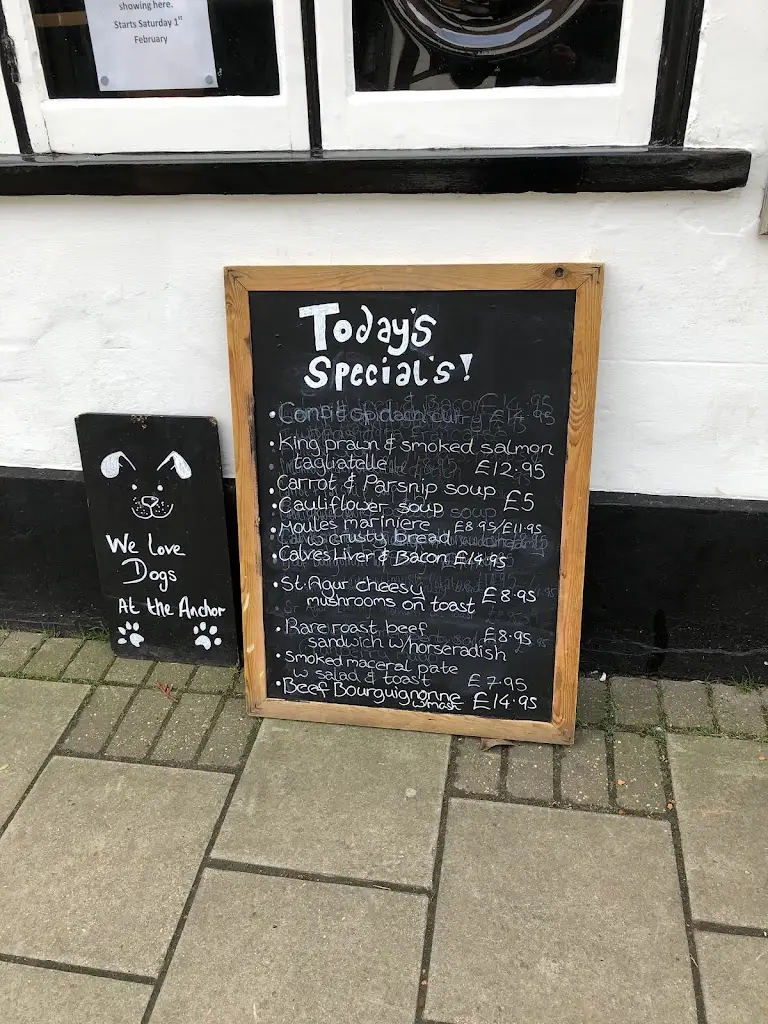 showing here.
Starts Saturday 1st
February
Today's
Special's!
£14.95
• King prawn & smoked salmon
tagliatelle £12.95
• Carrot & Parsnip soup
• Cauliflower soup £5
• Moules mariniere £8.95/£11.95
w crusty bread
• Calves Liver & Bacon £14.95
• St. Agur cheesy
mushrooms on toast £8.95
• Rare roast beef £8.95
sandwich w/horseradish
• Smoked maceral pate
w salad & toast £7.95
• Beef Bourguignonne £14.95
w mash
We love
Dogs
At the Anchor